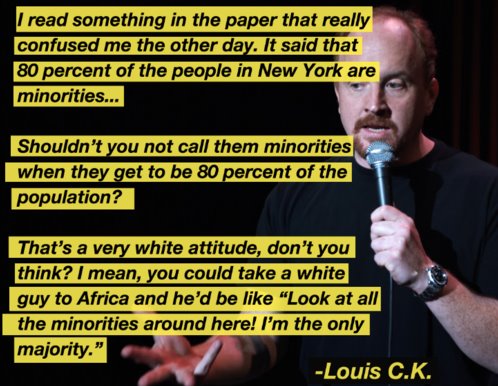 I read something in the paper that really
confused me the other day. It said that
80 percent of the people in New York are
minorities...
Shouldn't you not call them minorities
when they get to be 80 percent of the
population?
That's a very white attitude, don't you
think? I mean, you could take a white
guy to Africa and he'd be like “Look at all
the minorities around here! I'm the only
majority.”
-Louis C.K.